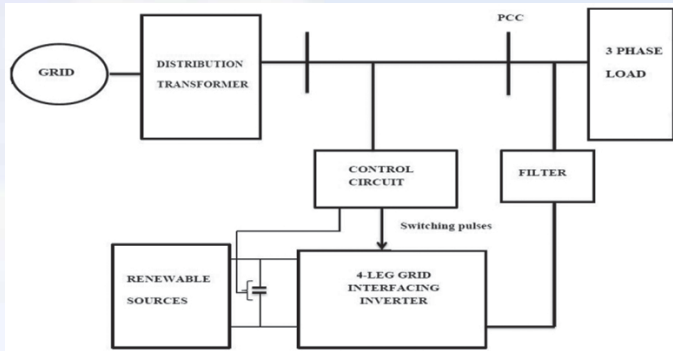 PCC
GRID
DISTRIBUTION
TRANSFORMER
3 PHASE
LOAD
CONTROL
CIRCUIT
FILTER
Switching pulses
RENEWABLE
SOURCES
4-LEG GRID
INTERFACING
INVERTER